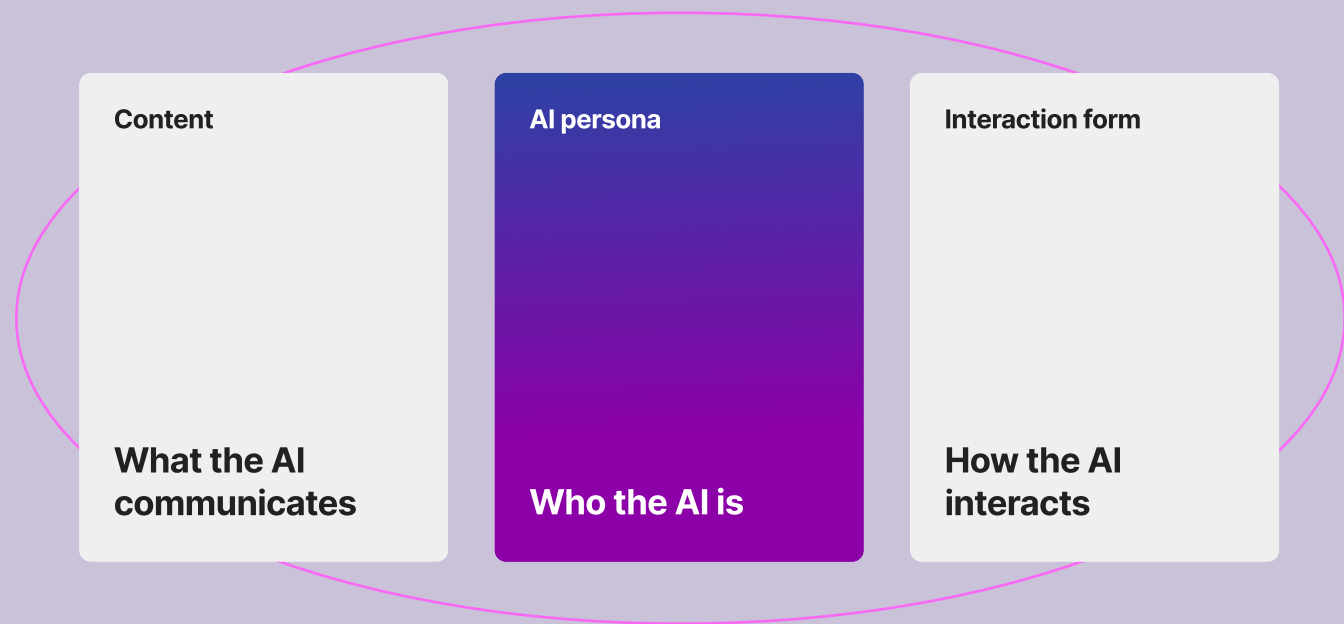 Content
What the AI
communicates
AI persona
Who the AI is
Interaction form
How the AI
interacts